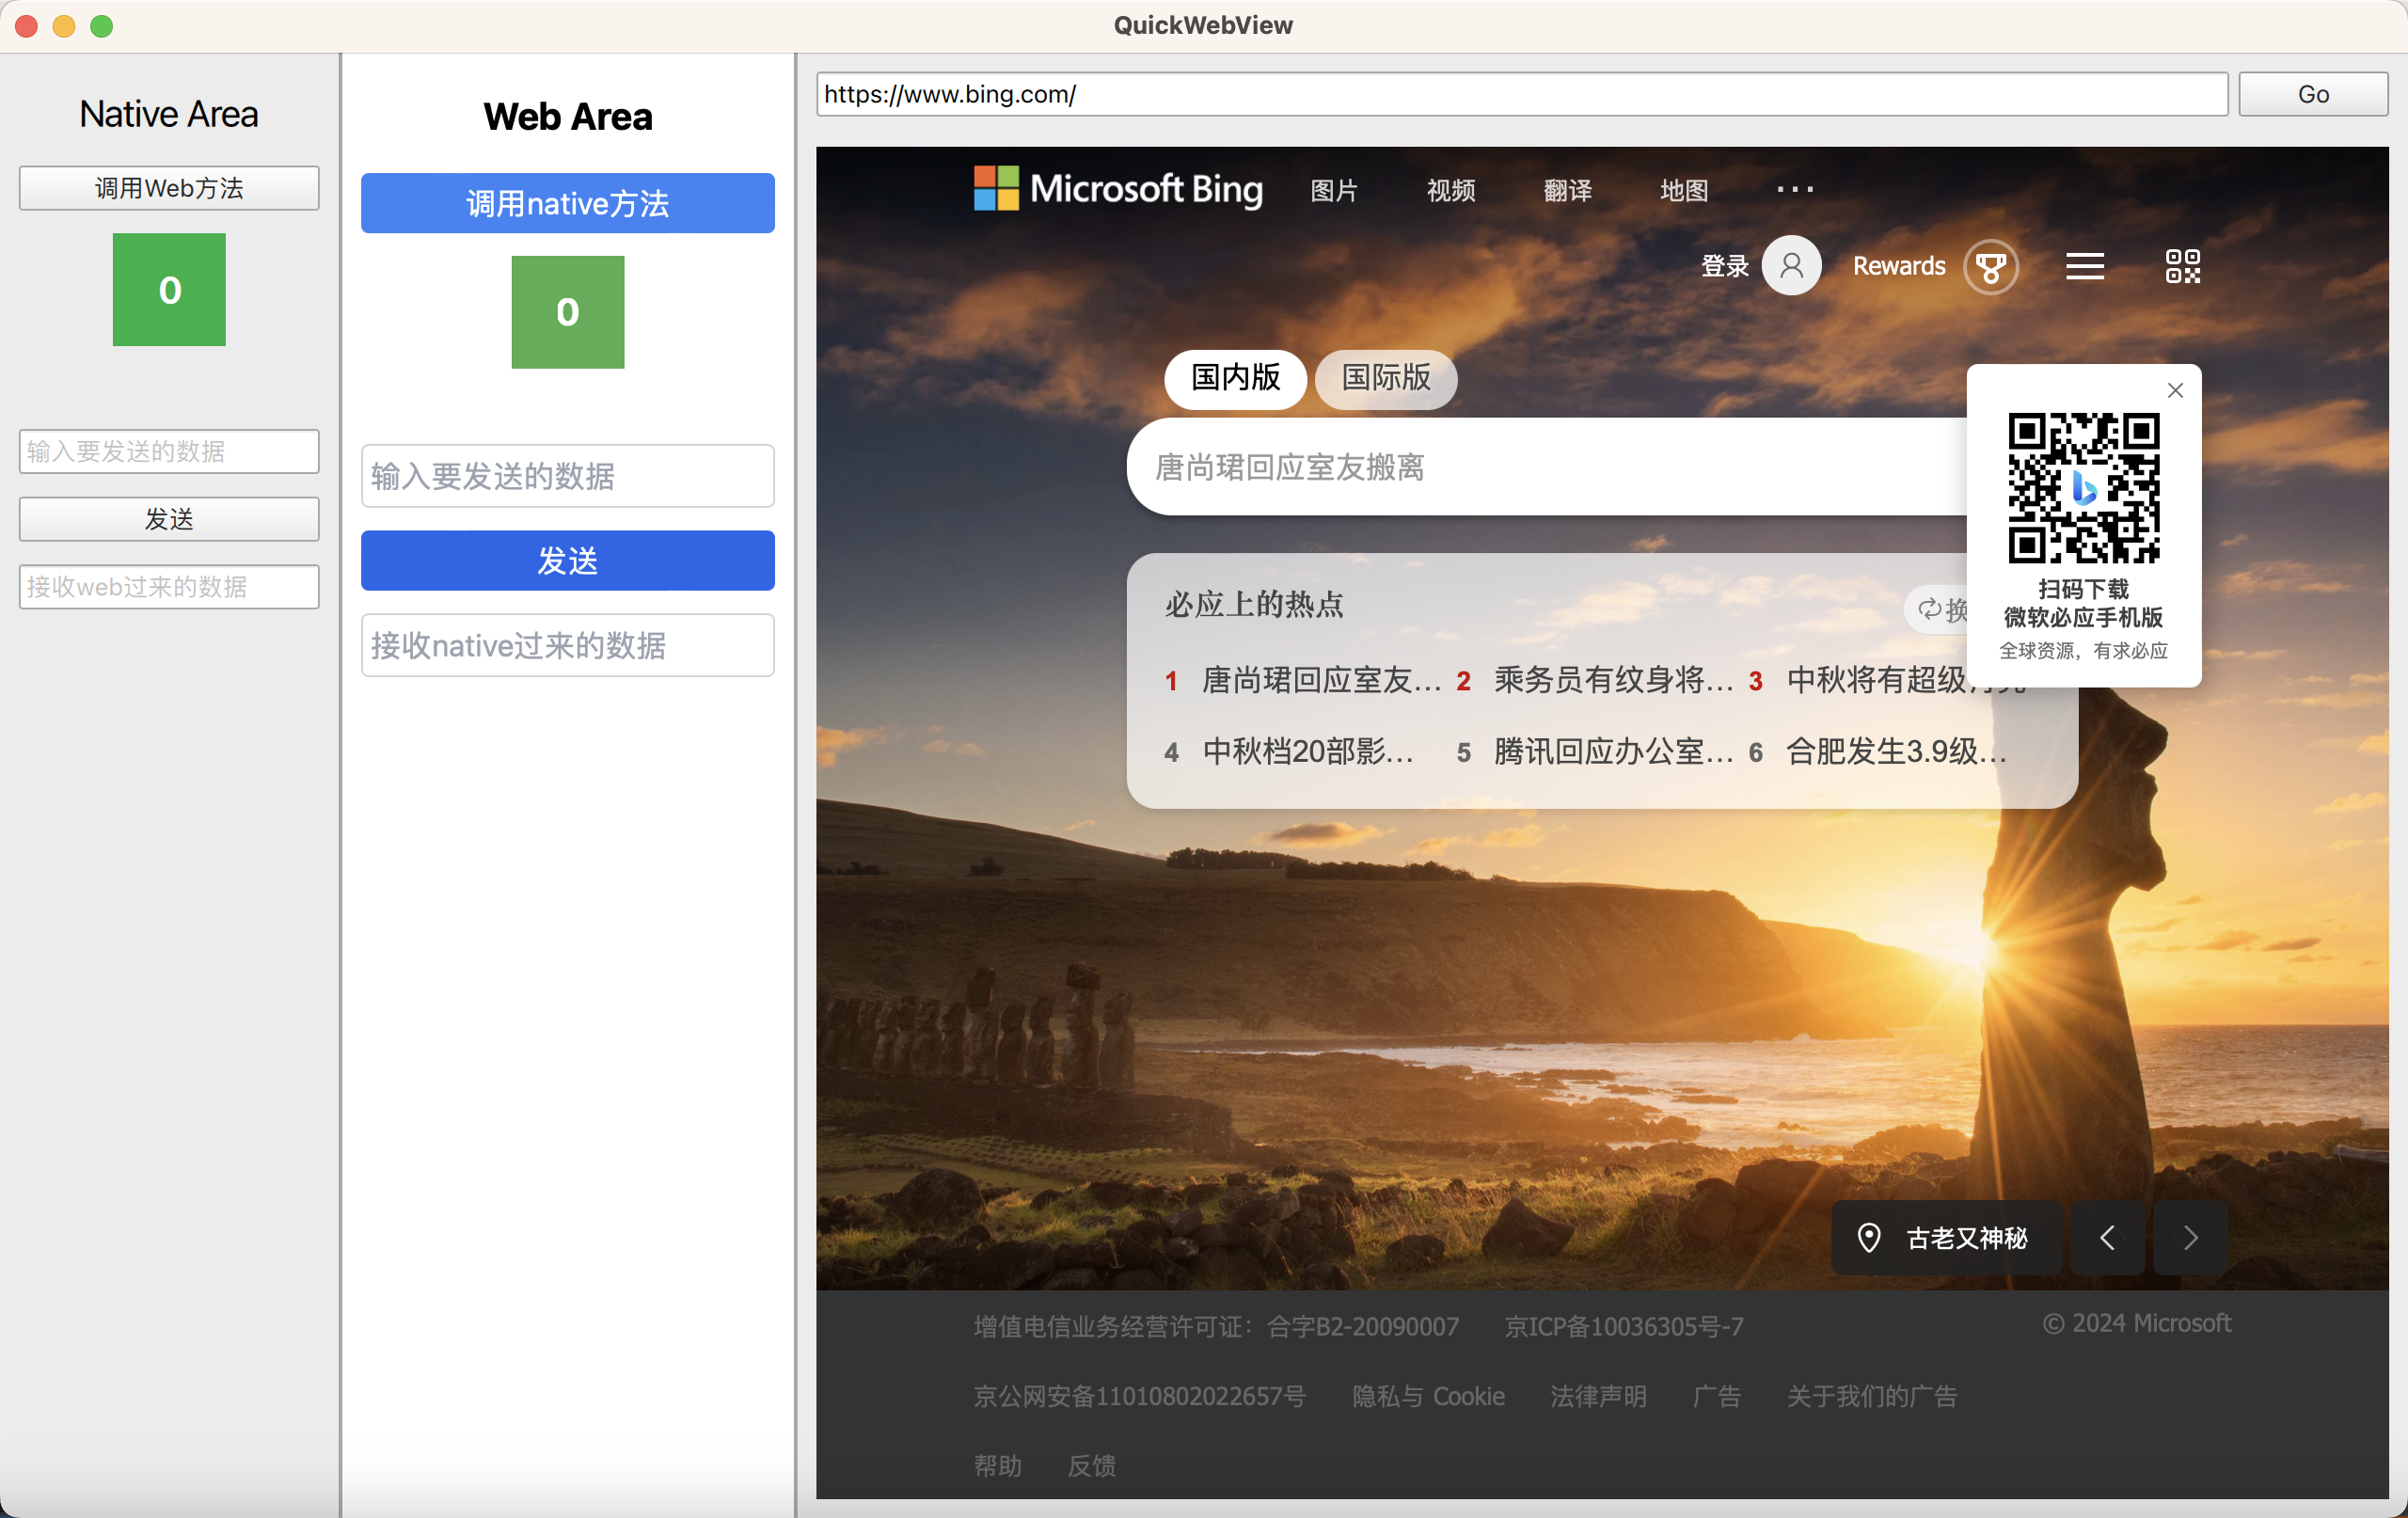 QuickWebView
Native Area
调用Web方法
0
输入要发送的数据
发送
接收web过来的数据
Web Area
调用native方法
0
输入要发送的数据
发送
接收native过来的数据
https://www.bing.com/
Go
Microsoft Bing 图片 视频 翻译 地图 ···
登录 Rewards
国内版 国际版
唐尚珺回应室友搬离
扫码下载
微软必应手机版
全球资源，有求必应
必应上的热点
换
1 唐尚珺回应室友... 2 乘务员有纹身将... 3 中秋将有超级
4 中秋档20部影... 5 腾讯回应办公室... 6 合肥发生3.9级...
古老又神秘
增值电信业务经营许可证：合字B2-20090007 京ICP备10036305号-7 © 2024 Microsoft
京公网安备11010802022657号 隐私与 Cookie 法律声明 广告 关于我们的广告
帮助 反馈